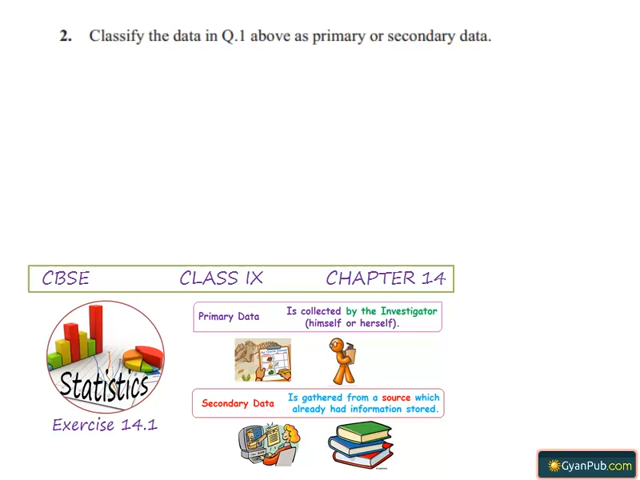 2. Classify the data in Q.1 above as primary or secondary data.
CBSE CLASS IX CHAPTER 14
Primary Data
Is collected by the Investigator
(himself or herself).
Statistics
Secondary Data
Is gathered from a source which
already had information stored.
Exercise 14.1
GyanPub.com